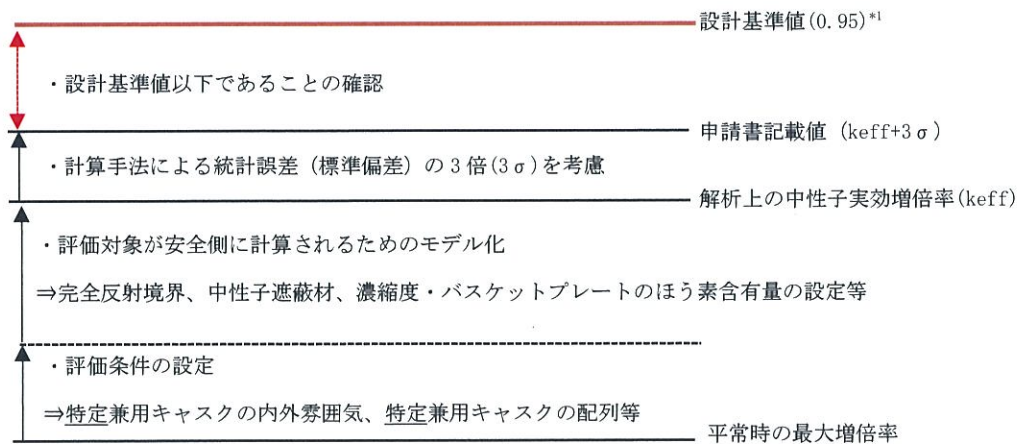 設計基準値(0.95)*1
・設計基準値以下であることの確認
申請書記載値（keff+3σ）
・計算手法による統計誤差（標準偏差）の3倍(3σ)を考慮
解析上の中性子実効増倍率(keff)
・評価対象が安全側に計算されるためのモデル化
⇒完全反射境界、中性子遮蔽材、濃縮度・バスケットプレートのほう素含有量の設定等
・評価条件の設定
⇒特定兼用キャスクの内外雰囲気、特定兼用キャスクの配列等
平常時の最大増倍率